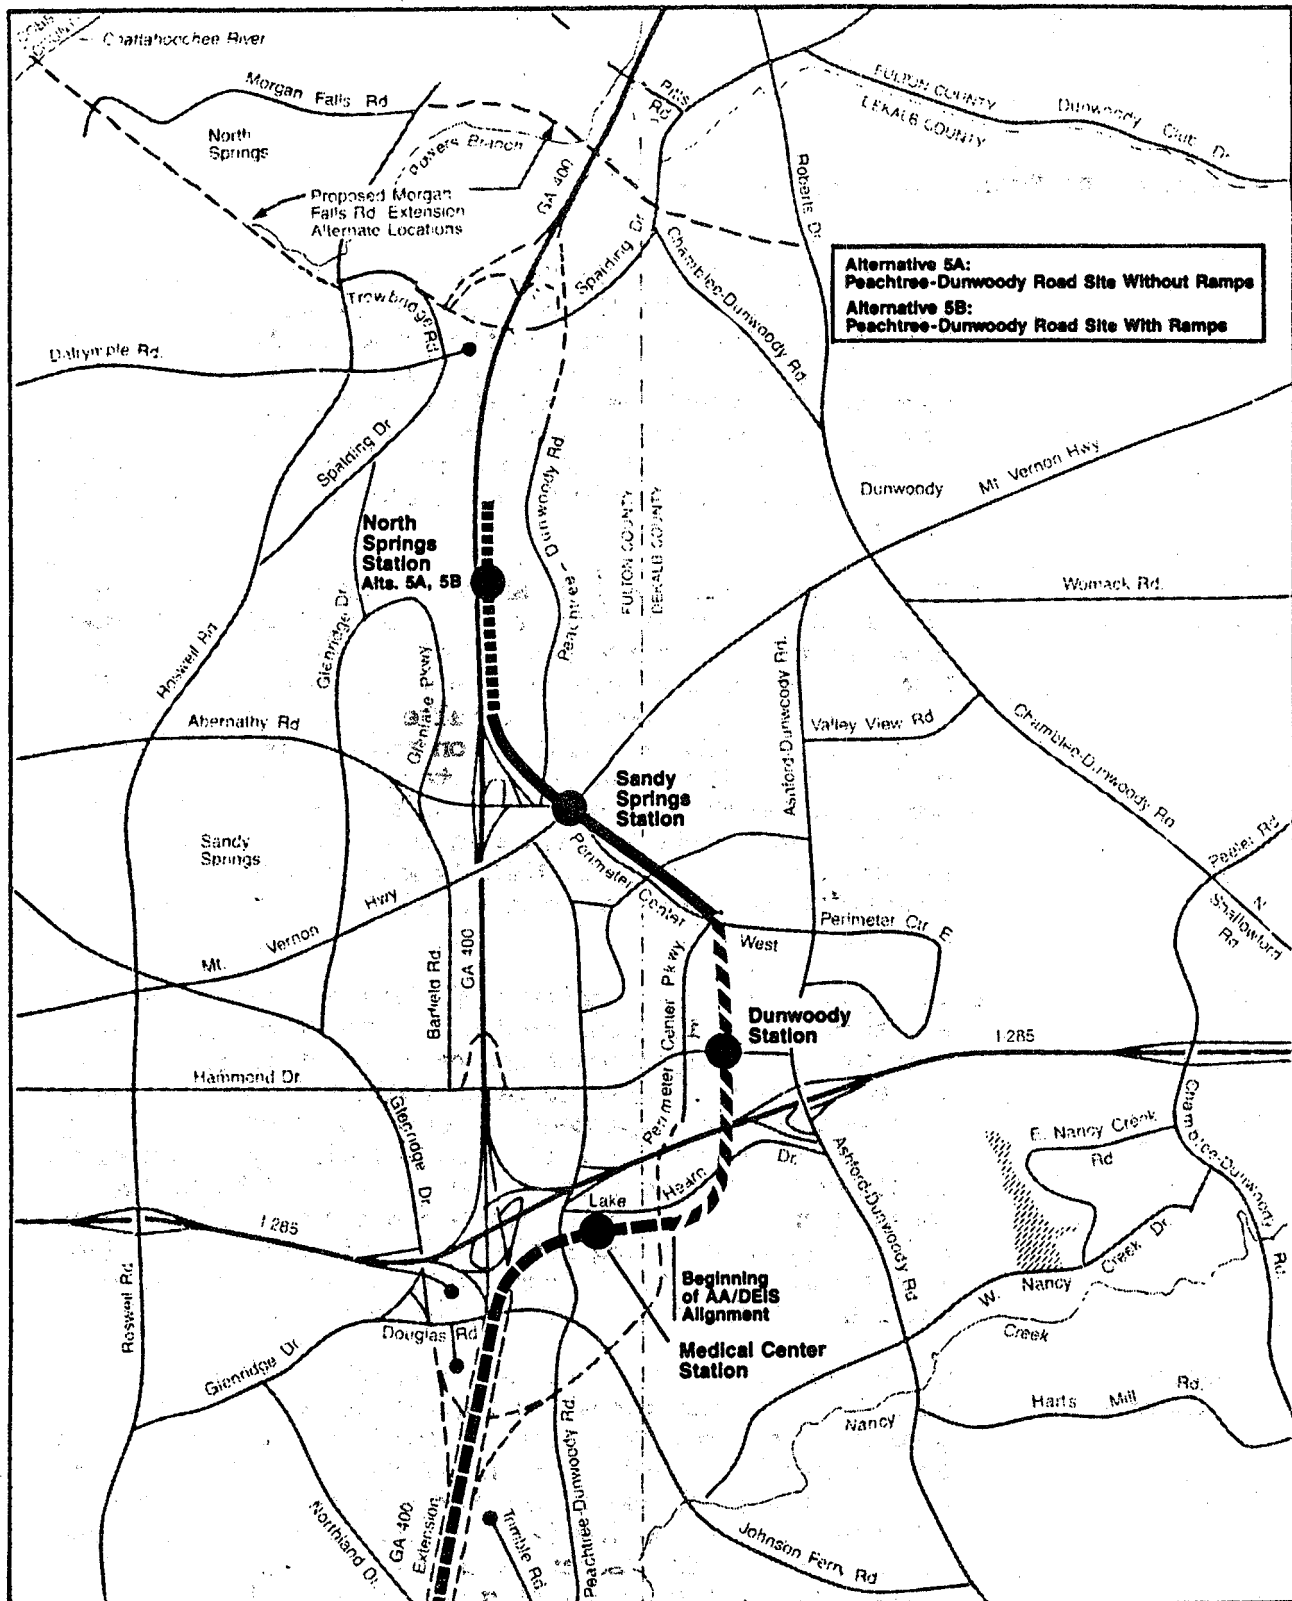 Chattahoochee River
Morgan Falls Rd
North
Springs
Powers Branch
Pitts
Rd
FULTON COUNTY
DEKALB COUNTY
Dunwoody Club Dr
Proposed Morgan
Falls Rd. Extension
Alternate Locations
GA 400
Roberts Dr.
Spalding Dr
Chamblee-Dunwoody Rd.
Alternative 5A:
Peachtree-Dunwoody Road Site Without Ramps
Alternative 5B:
Peachtree-Dunwoody Road Site With Ramps
Trowbridge
Rd.
Dalrymple Rd.
Spalding Dr
Peachtree - Dunwoody Rd
FULTON COUNTY
DEKALB COUNTY
Dunwoody
Mt Vernon Hwy
North
Springs
Station
Alts. 5A, 5B
Womack Rd.
Roswell Rd
Glenridge Dr.
Glenlake Pkwy
Abernathy Rd
Ashford-Dunwoody Rd.
Valley View Rd
Chamblee-Dunwoody Rd
Sandy
Springs
Station
Sandy
Springs
Perimeter Center
West
Peeler Rd
N
Shallowford
Rd
Mt. Vernon Hwy
Barfield Rd.
GA 400
Perimeter Center Pkwy.
Perimeter Ctr E.
Dunwoody
Station
I-285
Hammond Dr.
Glenridge Dr.
Lake Hearn Dr.
Ashford-Dunwoody Rd
E. Nancy Creek
Rd
Chamblee-Dunwoody Rd.
I-285
Roswell Rd
Beginning
of AA/DEIS
Alignment
Medical Center
Station
W. Nancy Creek Dr.
Creek
Nancy
Douglas Rd
Glenridge Dr
Harts Mill Rd.
Northland Dr.
GA 400
Extension
Trimble Rd.
Peachtree-Dunwoody Rd.
Johnson Ferry Rd